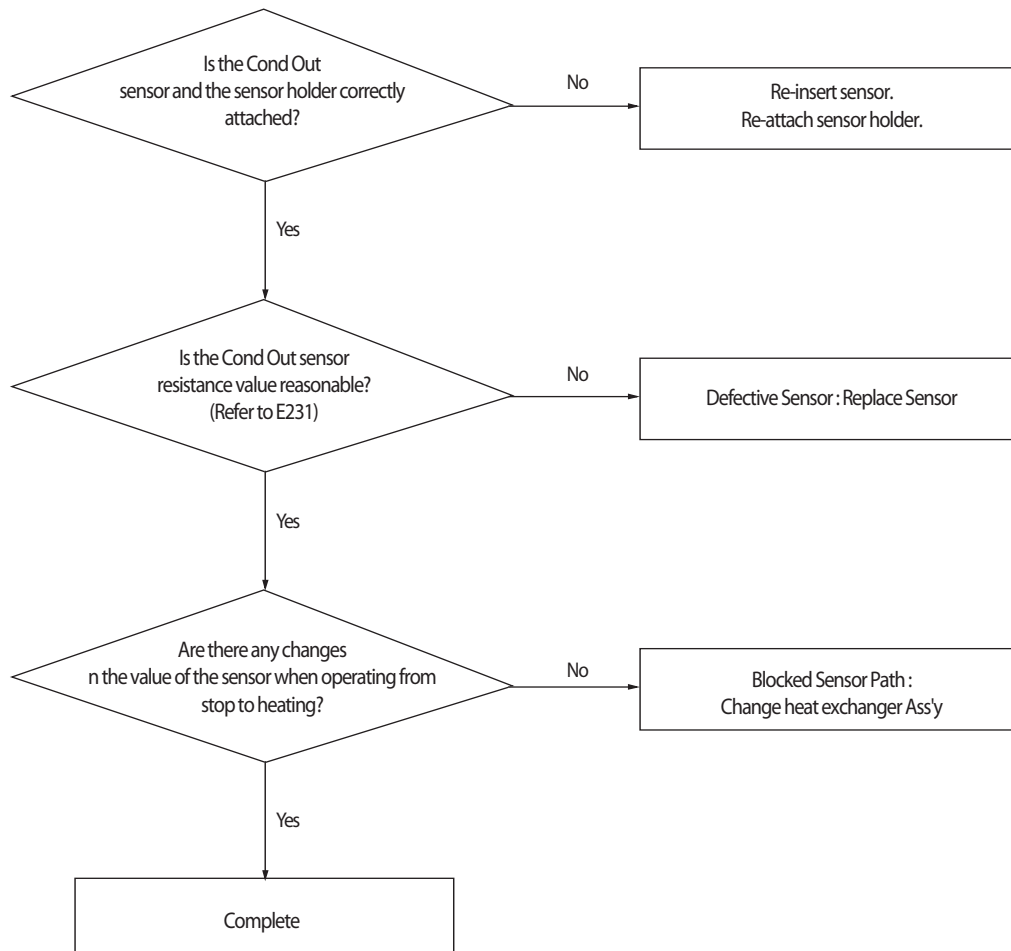 Is the Cond Out
sensor and the sensor holder correctly
attached?
No
Re-insert sensor.
Re-attach sensor holder.
Yes
Is the Cond Out sensor
resistance value reasonable?
(Refer to E231)
No
Defective Sensor : Replace Sensor
Yes
Are there any changes
n the value of the sensor when operating from
stop to heating?
No
Blocked Sensor Path :
Change heat exchanger Ass'y
Yes
Complete